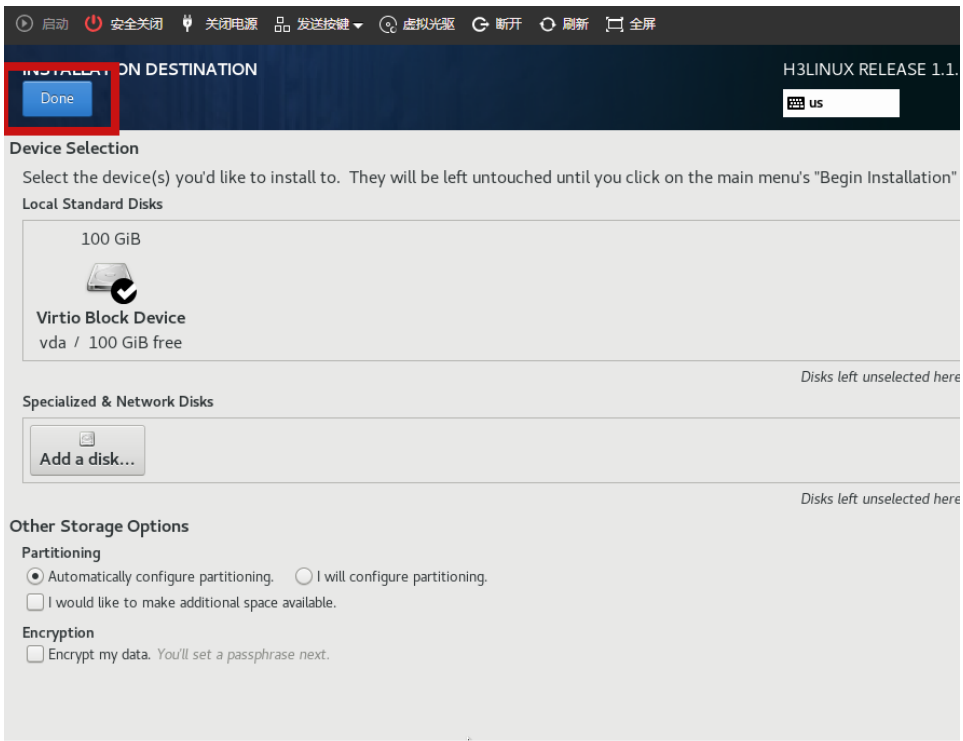 启动 安全关闭 关闭电源 发送按键 虚拟光驱 断开 刷新 全屏
INSTALLATION DESTINATION
H3LINUX RELEASE 1.1.
Done
us
Device Selection
Select the device(s) you'd like to install to. They will be left untouched until you click on the main menu's "Begin Installation"
Local Standard Disks
100 GiB
Virtio Block Device
vda / 100 GiB free
Disks left unselected here
Specialized & Network Disks
Add a disk...
Disks left unselected here
Other Storage Options
Partitioning
Automatically configure partitioning. I will configure partitioning.
I would like to make additional space available.
Encryption
Encrypt my data. You'll set a passphrase next.